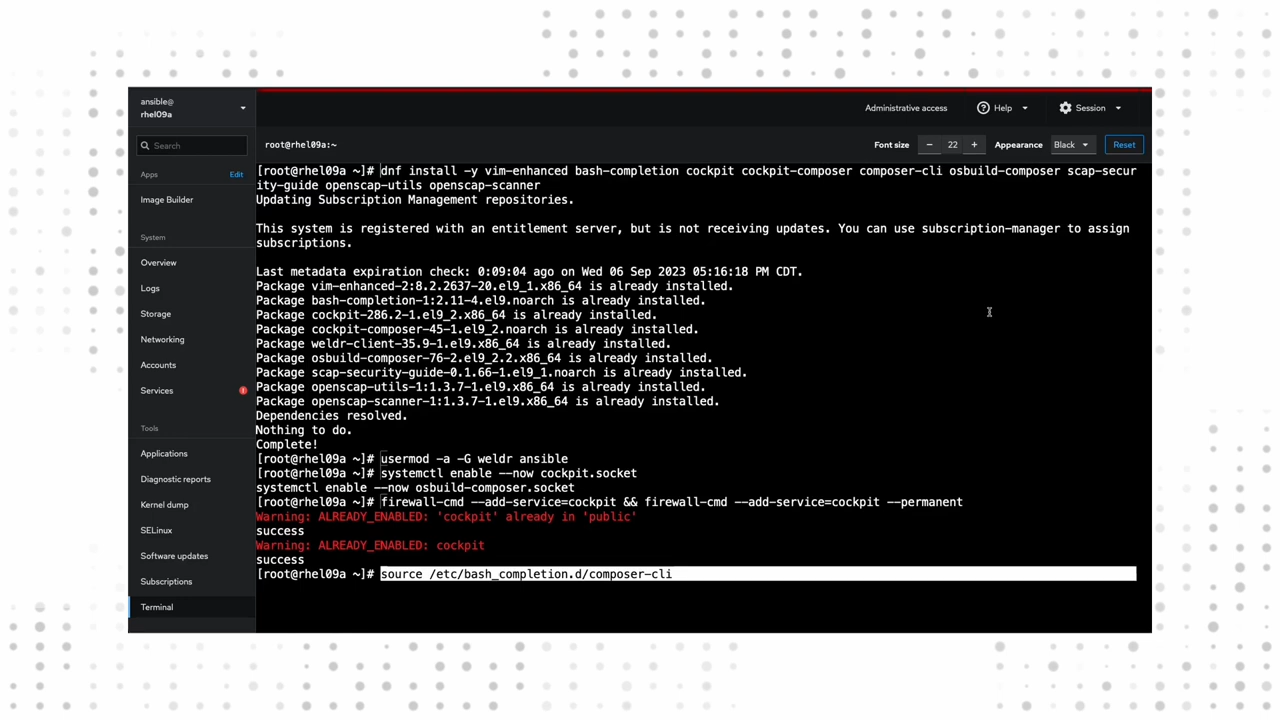 ansible@
rhel09a
Administrative access
Help
Session
Search
root@rhel09a:~
Font size
22
Appearance
Black
Reset
Apps
Edit
Image Builder
System
Overview
Logs
Storage
Networking
Accounts
Services
Tools
Applications
Diagnostic reports
Kernel dump
SELinux
Software updates
Subscriptions
Terminal
[root@rhel09a ~]# dnf install -y vim-enhanced bash-completion cockpit cockpit-composer composer-cli osbuild-composer scap-secur
ity-guide openscap-utils openscap-scanner
Updating Subscription Management repositories.
This system is registered with an entitlement server, but is not receiving updates. You can use subscription-manager to assign
subscriptions.
Last metadata expiration check: 0:09:04 ago on Wed 06 Sep 2023 05:16:18 PM CDT.
Package vim-enhanced-2:8.2.2637-20.el9_1.x86_64 is already installed.
Package bash-completion-1:2.11-4.el9.noarch is already installed.
Package cockpit-286.2-1.el9_2.x86_64 is already installed.
Package cockpit-composer-45-1.el9_2.noarch is already installed.
Package weldr-client-35.9-1.el9.x86_64 is already installed.
Package osbuild-composer-76-2.el9_2.2.x86_64 is already installed.
Package scap-security-guide-0.1.66-1.el9_1.noarch is already installed.
Package openscap-utils-1:1.3.7-1.el9.x86_64 is already installed.
Package openscap-scanner-1:1.3.7-1.el9.x86_64 is already installed.
Dependencies resolved.
Nothing to do.
Complete!
[root@rhel09a ~]# usermod -a -G weldr ansible
[root@rhel09a ~]# systemctl enable --now cockpit.socket
systemctl enable --now osbuild-composer.socket
[root@rhel09a ~]# firewall-cmd --add-service=cockpit && firewall-cmd --add-service=cockpit --permanent
Warning: ALREADY_ENABLED: 'cockpit' already in 'public'
success
Warning: ALREADY_ENABLED: cockpit
success
[root@rhel09a ~]# source /etc/bash_completion.d/composer-cli